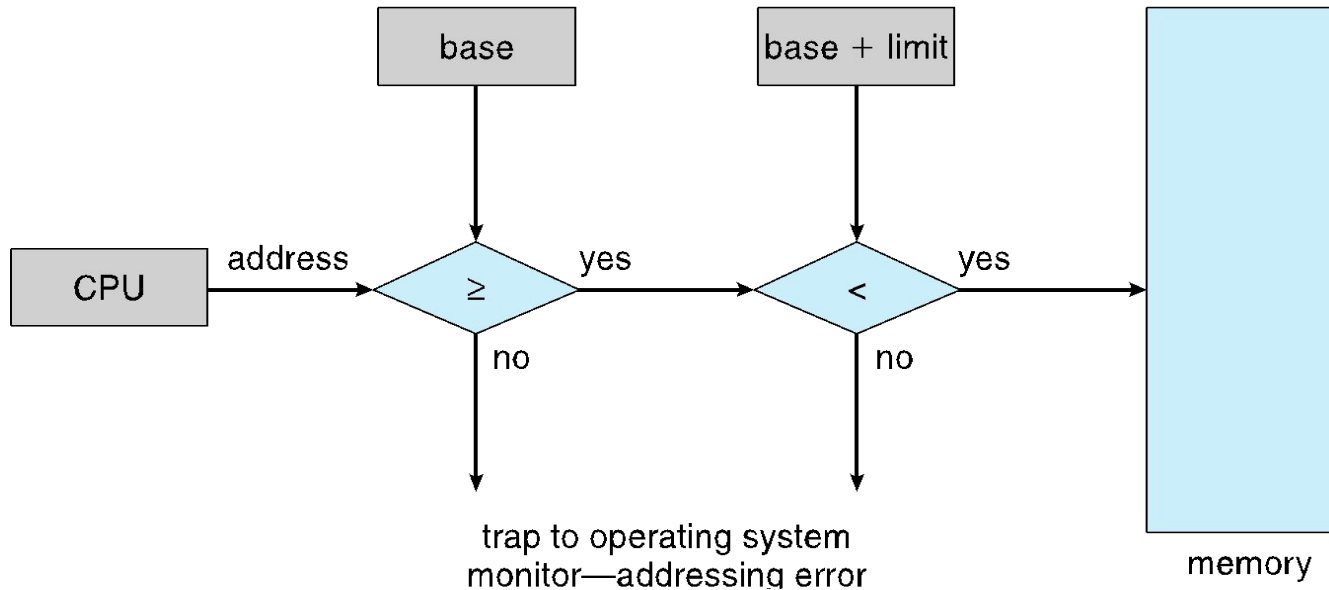 base
base + limit
CPU
address
≥
yes
<
yes
no
no
trap to operating system
monitor—addressing error
memory